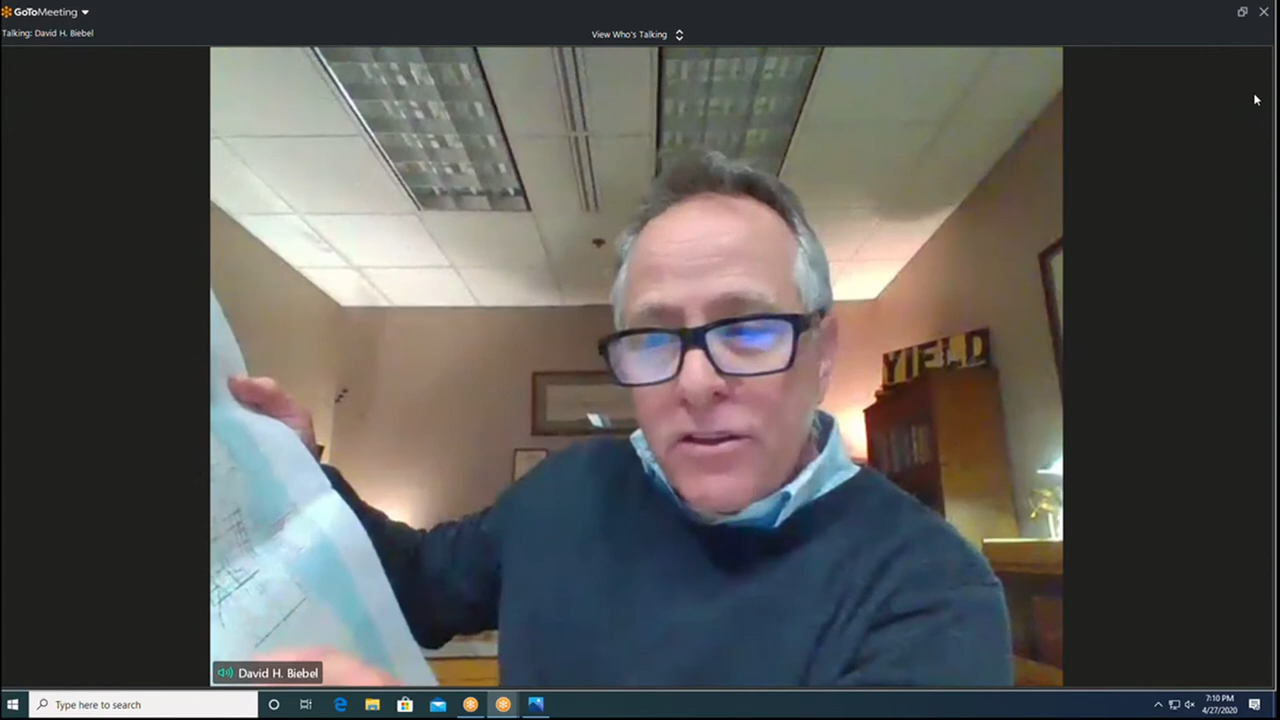 GoToMeeting
Talking: David H. Biebel
View Who's Talking
YIELD
David H. Biebel
Type here to search
7:10 PM
4/27/2020